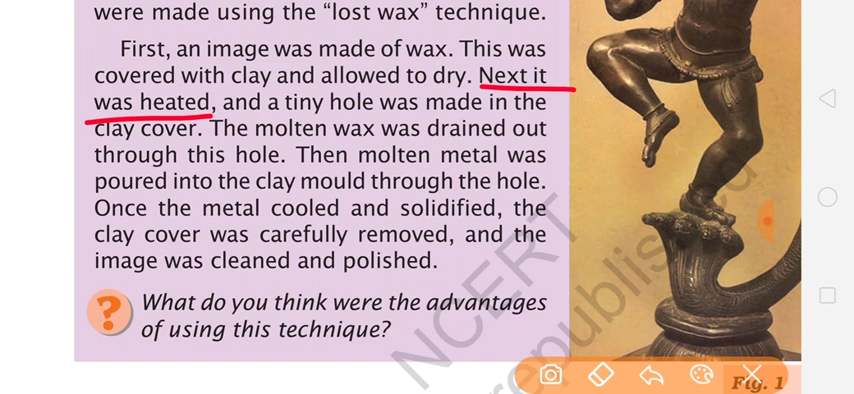 were made using the “lost wax” technique.
First, an image was made of wax. This was
covered with clay and allowed to dry. Next it
was heated, and a tiny hole was made in the
clay cover. The molten wax was drained out
through this hole. Then molten metal was
poured into the clay mould through the hole.
Once the metal cooled and solidified, the
clay cover was carefully removed, and the
image was cleaned and polished.
?
What do you think were the advantages
of using this technique?
NCERT
republished
Fig. 1